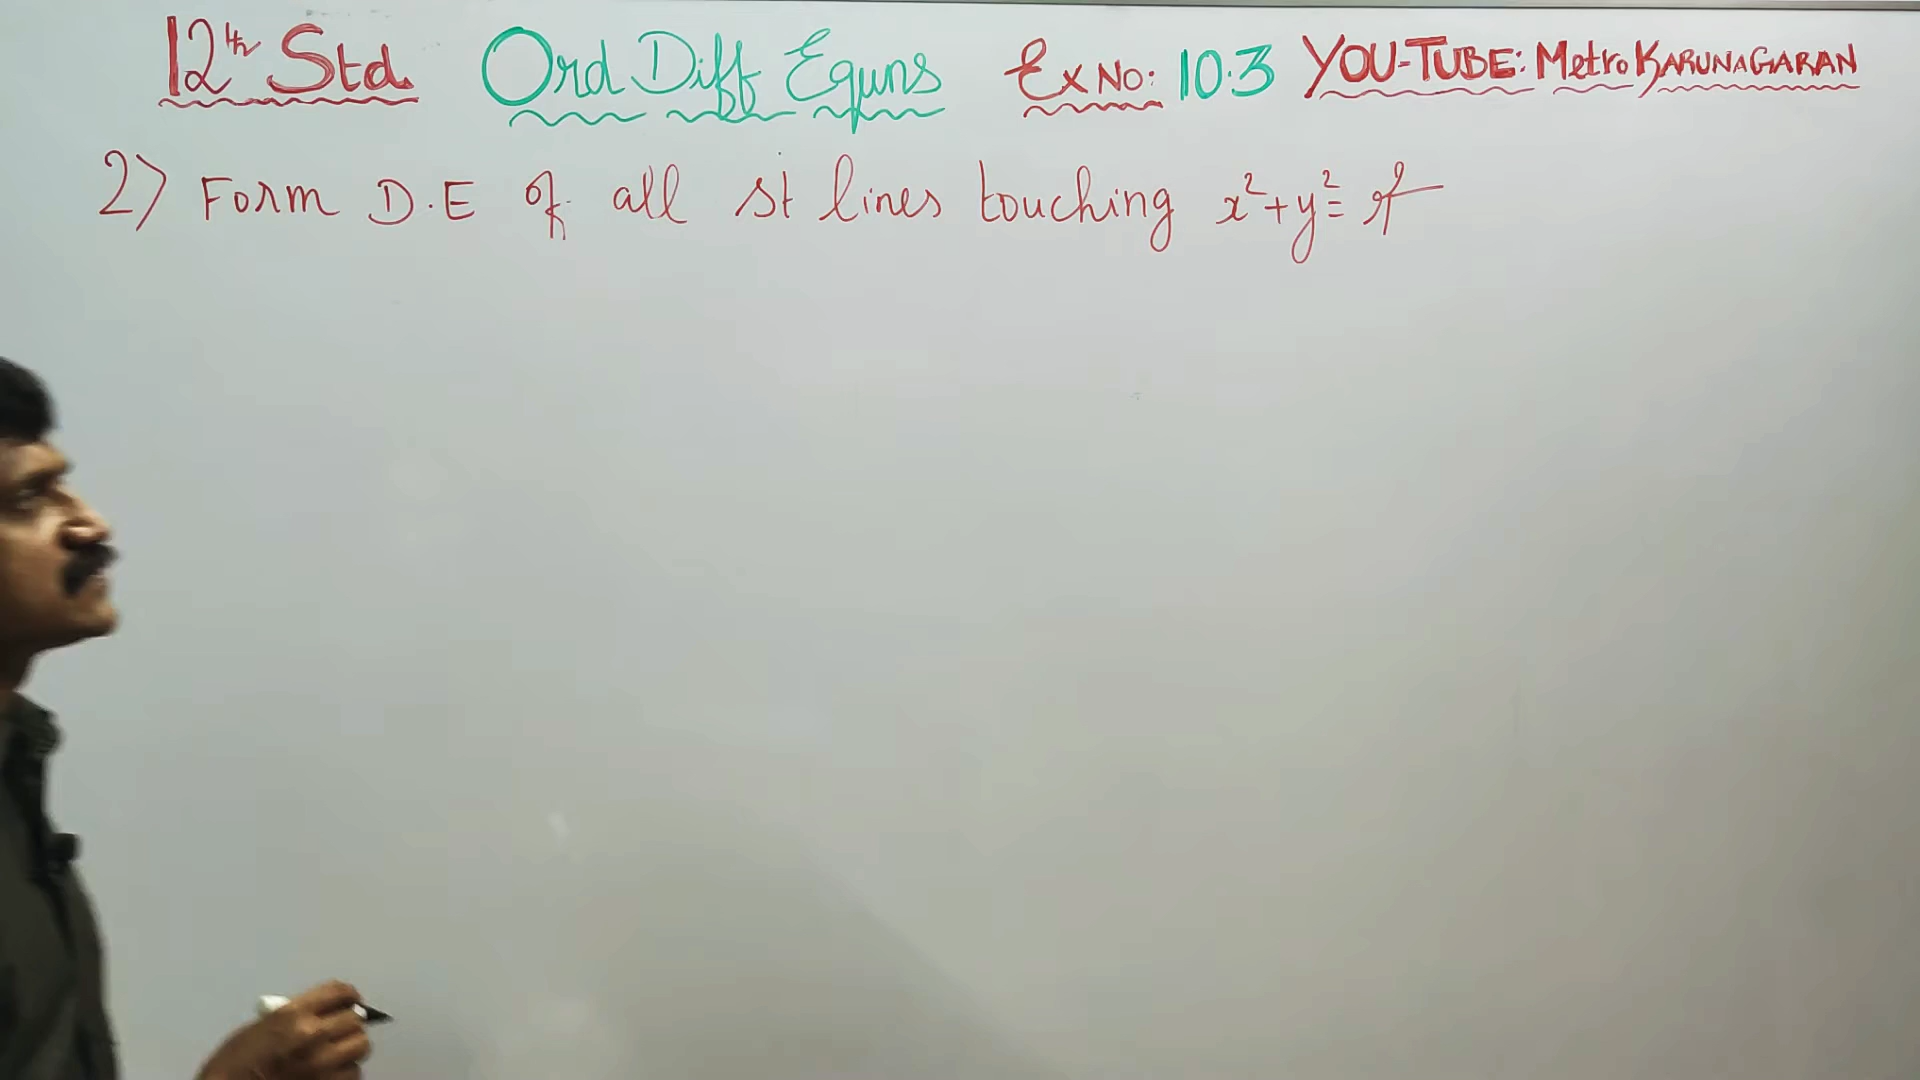 12th Std Ord Diff Equns Ex No: 10.3 YOU-TUBE: Metro KARUNAGARAN
2) Form D.E of all st lines touching x²+y²= r²